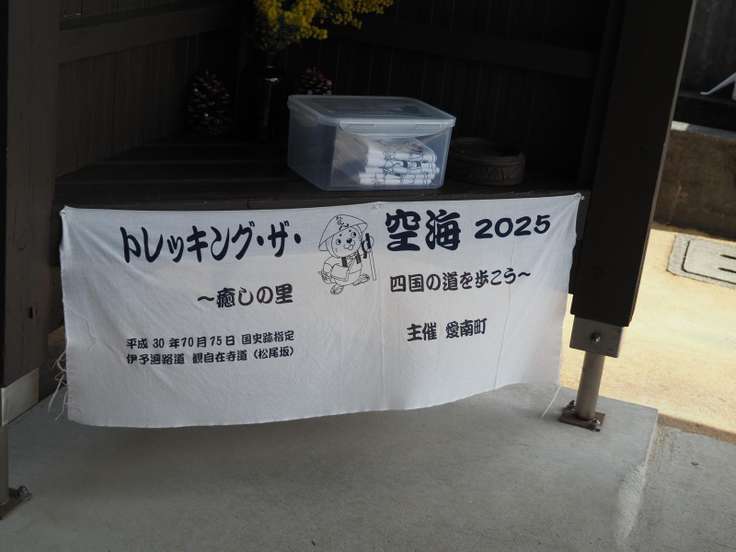 トレッキング・ザ・空海 2025
～癒しの里 四国の道を歩こう～
平成30年10月15日 国史跡指定
伊予遍路道 観自在寺道（松尾坂）
主催 愛南町